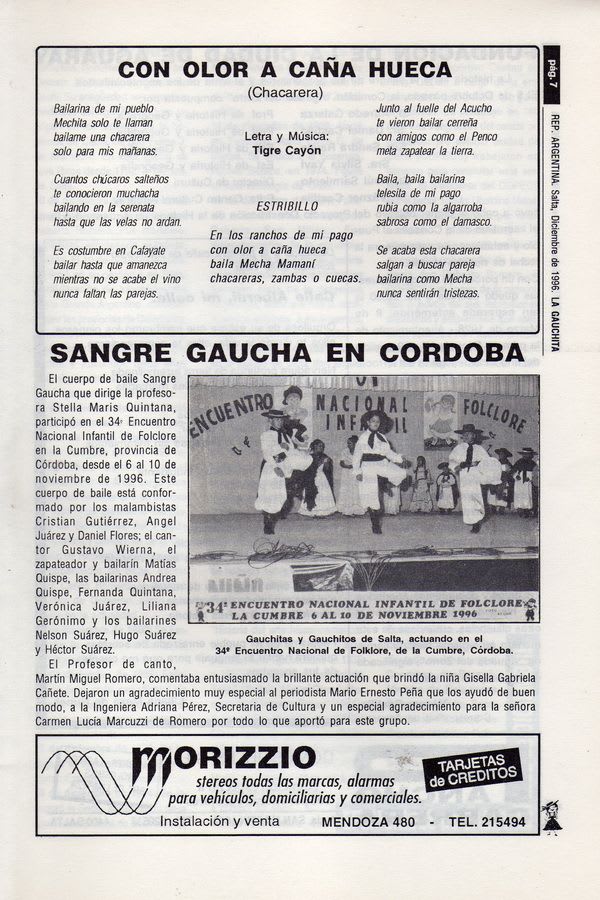 pág. 7
REP. ARGENTINA. Salta, Diciembre de 1996. LA GAUCHITA
CON OLOR A CAÑA HUECA
(Chacarera)
Bailarina de mi pueblo
Mechita solo te llaman
bailame una chacarera
solo para mis mañanas.
Cuantos chúcaros salteños
te conocieron muchacha
bailando en la serenata
hasta que las velas no ardan.
Es costumbre en Cafayate
bailar hasta que amanezca
mientras no se acabe el vino
nunca faltan las parejas.
Letra y Música:
Tigre Cayón
ESTRIBILLO
En los ranchos de mi pago
con olor a caña hueca
baila Mecha Mamaní
chacareras, zambas o cuecas.
Junto al fuelle del Acucho
te vieron bailar cerreña
con amigos como el Penco
meta zapatear la tierra.
Baila, baila bailarina
telesita de mi pago
rubia como la algarroba
sabrosa como el damasco.
Se acaba esta chacarera
salgan a buscar pareja
bailarina como Mecha
nunca sentirán tristezas.
SANGRE GAUCHA EN CORDOBA
El cuerpo de baile Sangre
Gaucha que dirige la profeso-
ra Stella Maris Quintana,
participó en el 34º Encuentro
Nacional Infantil de Folclore
en la Cumbre, provincia de
Córdoba, desde el 6 al 10 de
noviembre de 1996. Este
cuerpo de baile está confor-
mado por los malambistas
Cristian Gutiérrez, Angel
Juárez y Daniel Flores; el can-
tor Gustavo Wierna, el
zapateador y bailarín Matías
Quispe, las bailarinas Andrea
Quispe, Fernanda Quintana,
Verónica Juárez, Liliana
Gerónimo y los bailarines
Nelson Suárez, Hugo Suárez
y Héctor Suárez.
El Profesor de canto,
Martín Miguel Romero, comentaba entusiasmado la brillante actuación que brindó la niña Gisella Gabriela
Cañete. Dejaron un agradecimiento muy especial al periodista Mario Ernesto Peña que los ayudó de buen
modo, a la Ingeniera Adriana Pérez, Secretaria de Cultura y un especial agradecimiento para la señora
Carmen Lucía Marcuzzi de Romero por todo lo que aportó para este grupo.
ENCUENTRO NACIONAL FOLCLORE
INFANTIL
34º ENCUENTRO NACIONAL INFANTIL DE FOLCLORE
LA CUMBRE 6 AL 10 DE NOVIEMBRE 1996
Gauchitas y Gauchitos de Salta, actuando en el
34º Encuentro Nacional de Folklore, de la Cumbre, Córdoba.
MORIZZIO
stereos todas las marcas, alarmas
para vehículos, domiciliarias y comerciales.
TARJETAS
de CREDITOS
Instalación y venta MENDOZA 480 - TEL. 215494